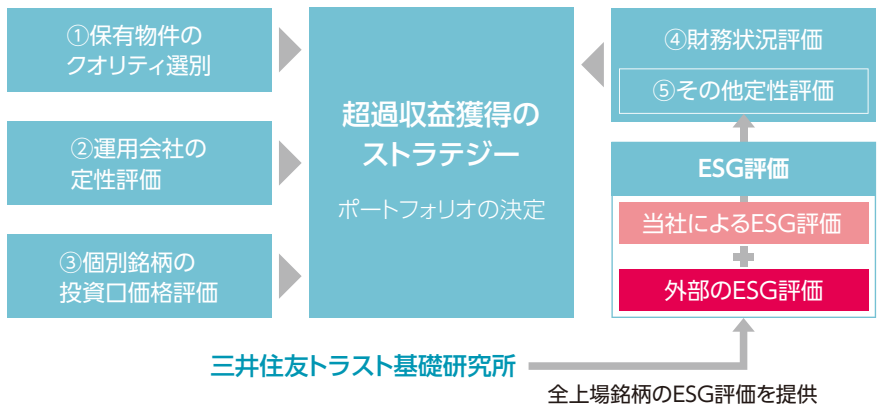 ①保有物件の
クオリティ選別
②運用会社の
定性評価
③個別銘柄の
投資口価格評価
超過収益獲得の
ストラテジー
ポートフォリオの決定
④財務状況評価
⑤その他定性評価
ESG評価
当社によるESG評価
外部のESG評価
三井住友トラスト基礎研究所
全上場銘柄のESG評価を提供